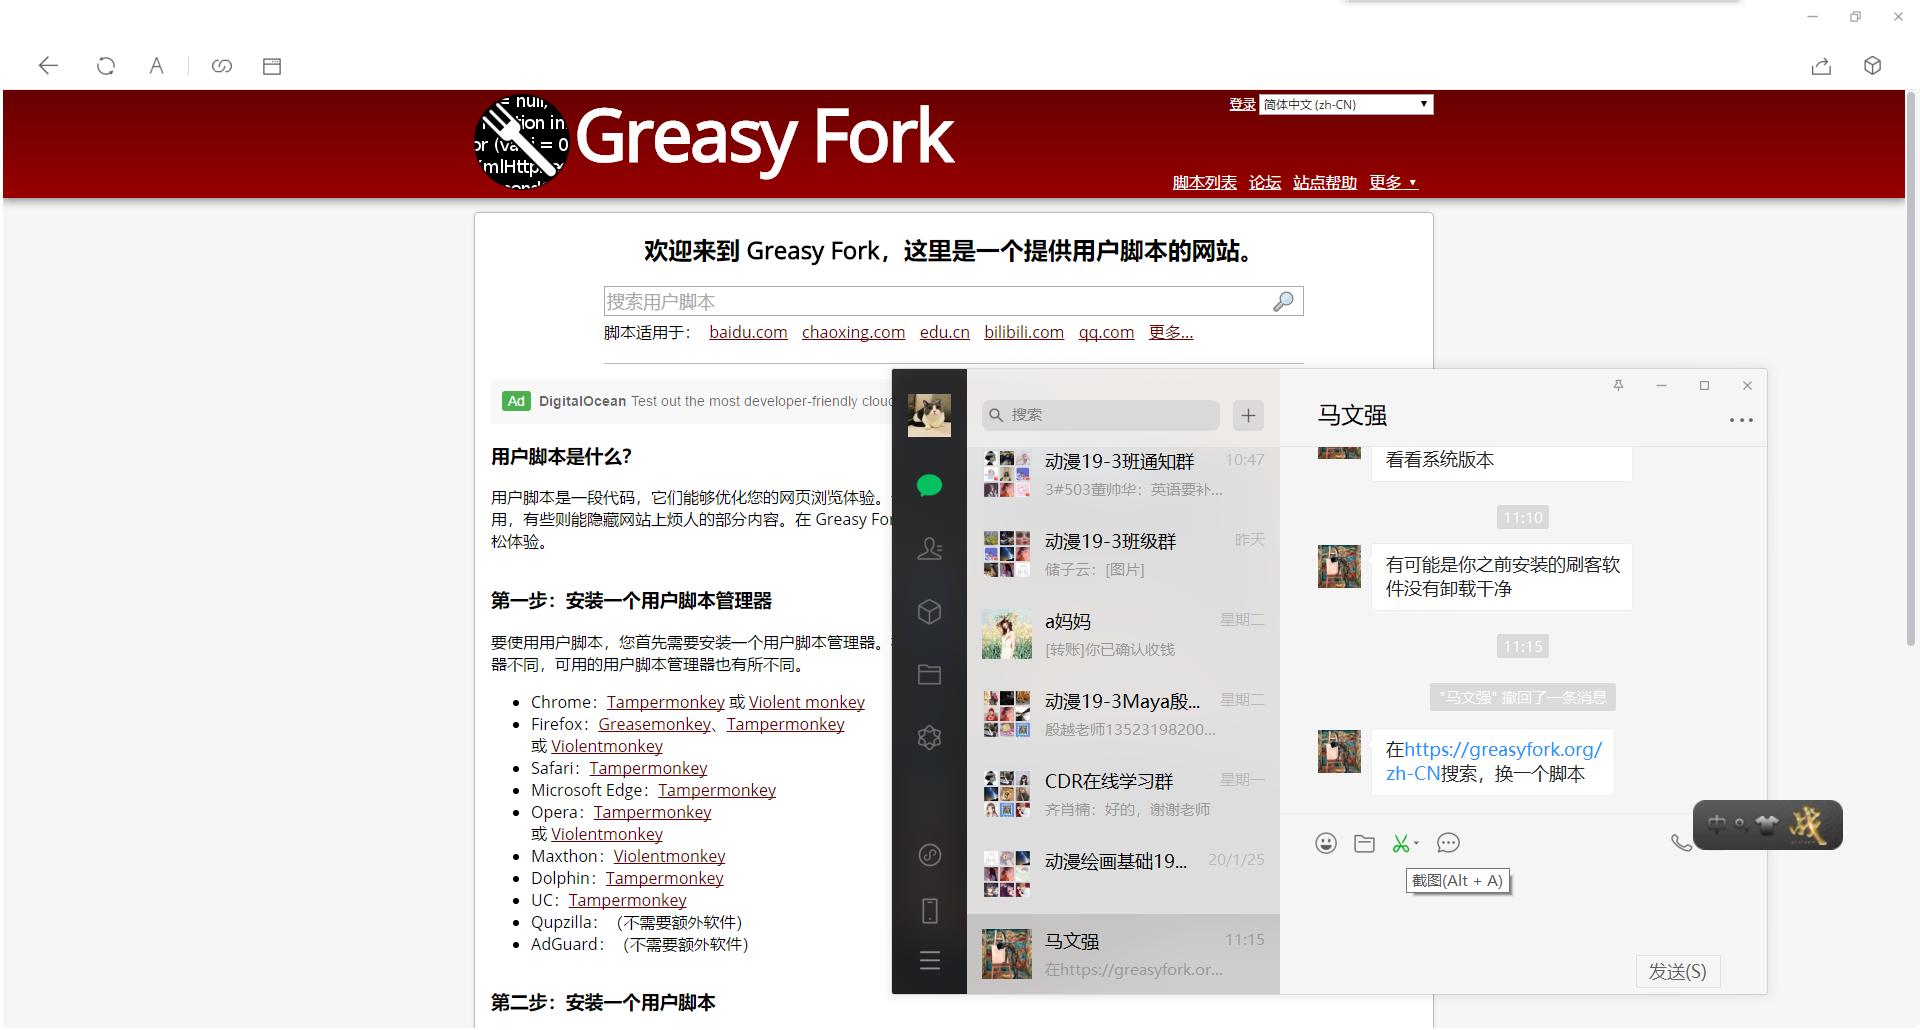 = null,
ion in
or (va i = 0
mlHttp
Greasy Fork
登录 简体中文 (zh-CN)
脚本列表 论坛 站点帮助 更多
欢迎来到 Greasy Fork，这里是一个提供用户脚本的网站。
搜索用户脚本
脚本适用于： baidu.com chaoxing.com edu.cn bilibili.com qq.com 更多...
Ad DigitalOcean Test out the most developer-friendly clou
用户脚本是什么？
用户脚本是一段代码，它们能够优化您的网页浏览体验。
用，有些则能隐藏网站上烦人的部分内容。在 Greasy For
松体验。
第一步：安装一个用户脚本管理器
要使用用户脚本，您首先需要安装一个用户脚本管理器。
器不同，可用的用户脚本管理器也有所不同。
Chrome：Tampermonkey 或 Violent monkey
Firefox：Greasemonkey、Tampermonkey
或 Violentmonkey
Safari：Tampermonkey
Microsoft Edge：Tampermonkey
Opera：Tampermonkey
或 Violentmonkey
Maxthon：Violentmonkey
Dolphin：Tampermonkey
UC：Tampermonkey
Qupzilla：（不需要额外软件）
AdGuard：（不需要额外软件）
第二步：安装一个用户脚本
搜索
动漫19-3班通知群 10:47
3#503董帅华：英语要补...
动漫19-3班级群 昨天
储子云：[图片]
a妈妈 星期二
[转账]你已确认收钱
动漫19-3Maya殷... 星期二
殷越老师13523198200...
CDR在线学习群 星期一
齐肖楠：好的，谢谢老师
动漫绘画基础19... 20/1/25
马文强 11:15
在https://greasyfork.or...
马文强
看看系统版本
11:10
有可能是你之前安装的刷客软
件没有卸载干净
11:15
"马文强" 撤回了一条消息
在https://greasyfork.org/
zh-CN搜索，换一个脚本
中 战
截图(Alt + A)
发送(S)